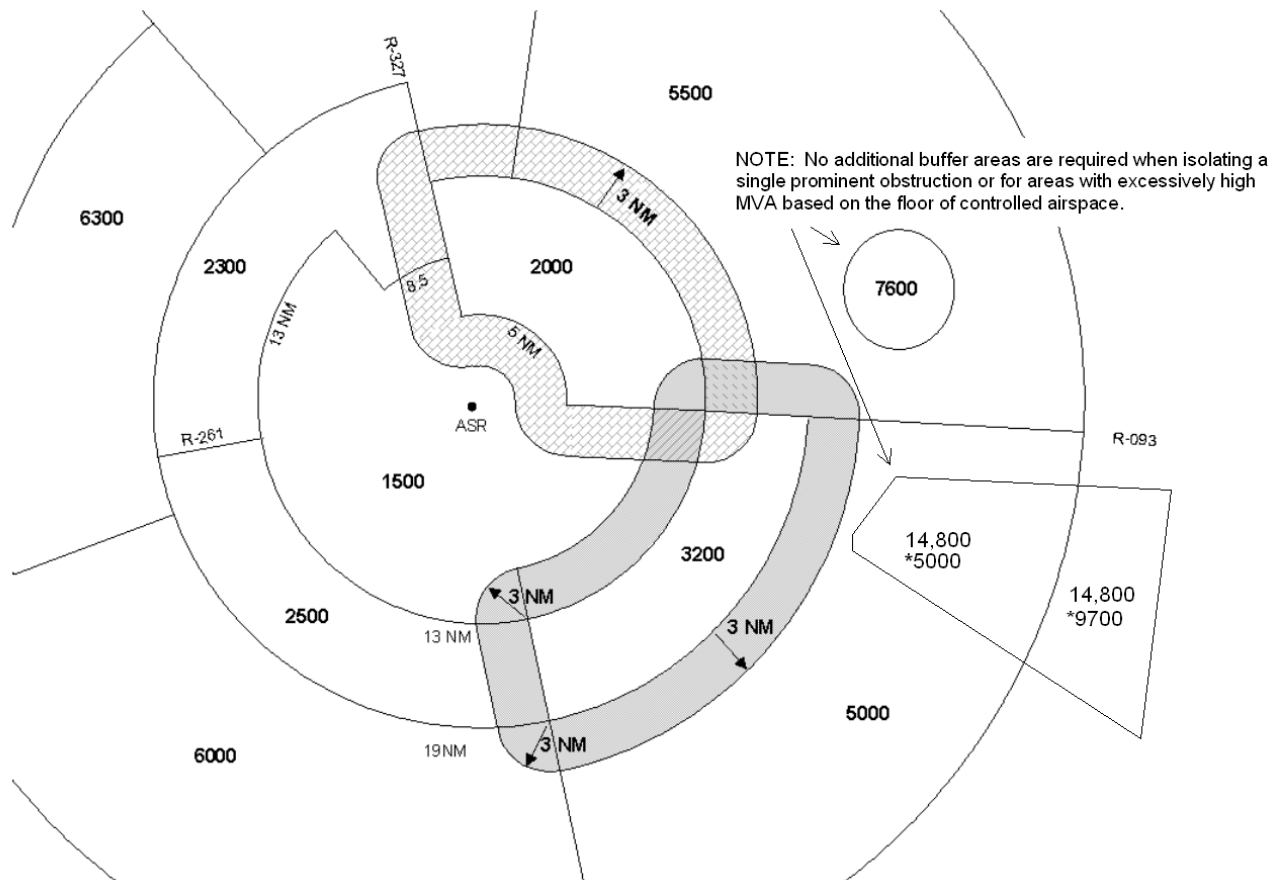 R-327
5500
NOTE: No additional buffer areas are required when isolating a
single prominent obstruction or for areas with excessively high
MVA based on the floor of controlled airspace.
3 NM
6300
2300
2000
8.5
7600
13 NM
5 NM
ASR
R-261
R-093
1500
14,800
*5000
3200
14,800
*9700
3 NM
2500
13 NM
3 NM
5000
19NM
3 NM
6000